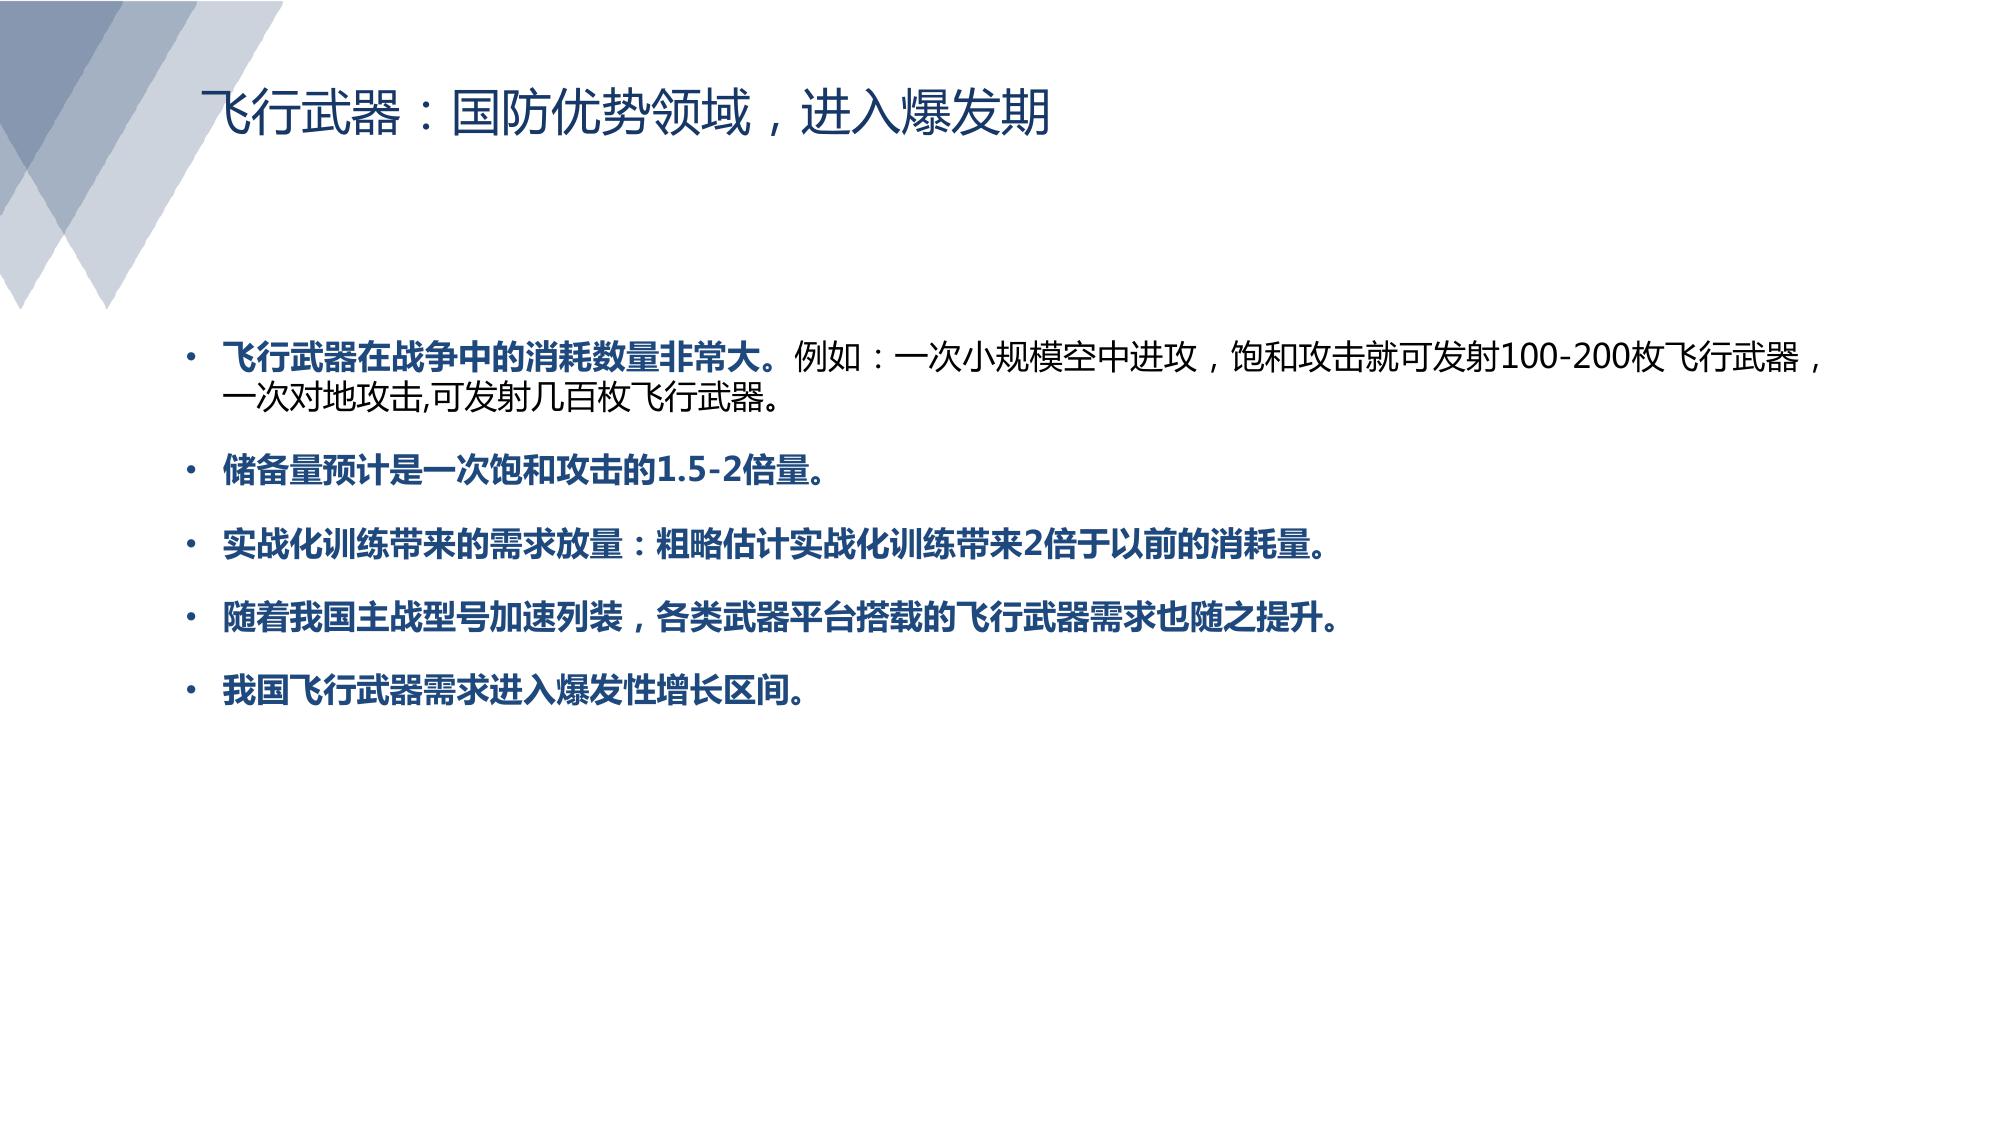 飞行武器：国防优势领域，进入爆发期
• 飞行武器在战争中的消耗数量非常大。例如：一次小规模空中进攻，饱和攻击就可发射100-200枚飞行武器，
一次对地攻击,可发射几百枚飞行武器。
• 储备量预计是一次饱和攻击的1.5-2倍量。
• 实战化训练带来的需求放量：粗略估计实战化训练带来2倍于以前的消耗量。
• 随着我国主战型号加速列装，各类武器平台搭载的飞行武器需求也随之提升。
• 我国飞行武器需求进入爆发性增长区间。